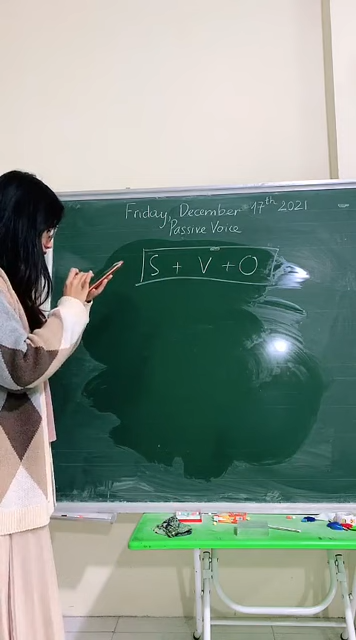 Friday, December 17th 2021
Passive Voice
S + V + O